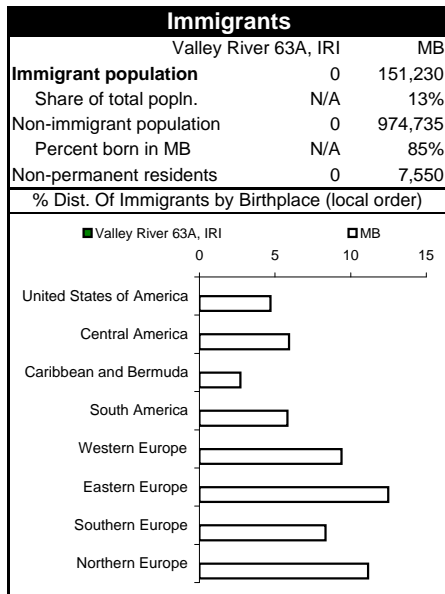 Immigrants
Valley River 63A, IRI MB
Immigrant population 0 151,230
Share of total popln. N/A 13%
Non-immigrant population 0 974,735
Percent born in MB N/A 85%
Non-permanent residents 0 7,550
% Dist. Of Immigrants by Birthplace (local order)
Valley River 63A, IRI MB
0 5 10 15
United States of America
Central America
Caribbean and Bermuda
South America
Western Europe
Eastern Europe
Southern Europe
Northern Europe